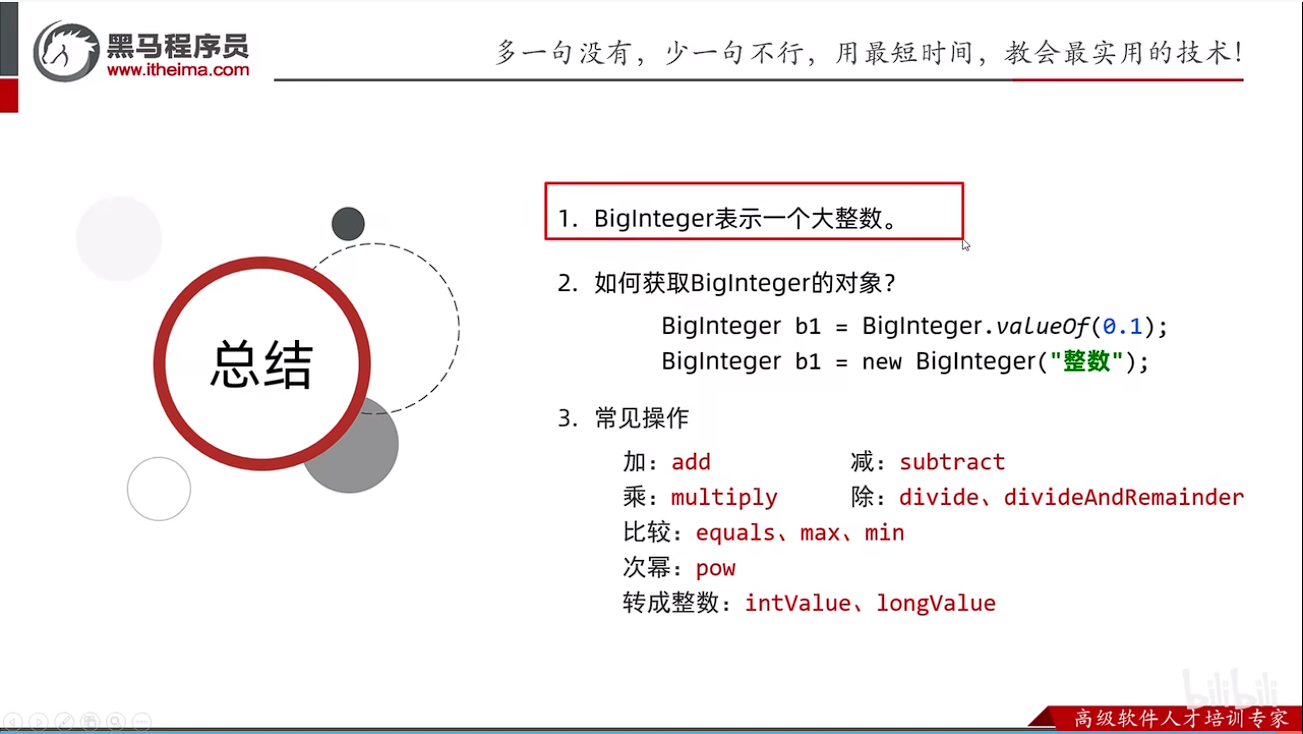 黑马程序员
www.itheima.com
多一句没有，少一句不行，用最短时间，教会最实用的技术！
总结
1. BigInteger表示一个大整数。
2. 如何获取BigInteger的对象？
BigInteger b1 = BigInteger.valueOf(0.1);
BigInteger b1 = new BigInteger("整数");
3. 常见操作
加：add 减：subtract
乘：multiply 除：divide、divideAndRemainder
比较：equals、max、min
次幂：pow
转成整数：intValue、longValue
bilibili
高级软件人才培训专家